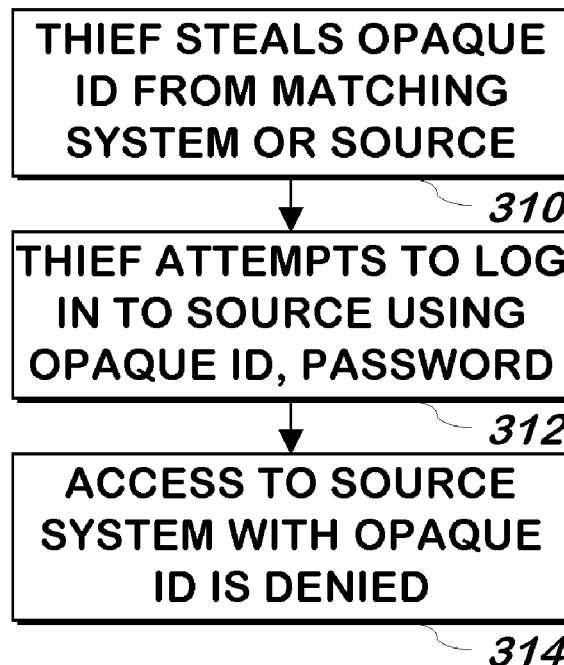 THIEF STEALS OPAQUE
ID FROM MATCHING
SYSTEM OR SOURCE
310
THIEF ATTEMPTS TO LOG
IN TO SOURCE USING
OPAQUE ID, PASSWORD
312
ACCESS TO SOURCE
SYSTEM WITH OPAQUE
ID IS DENIED
314